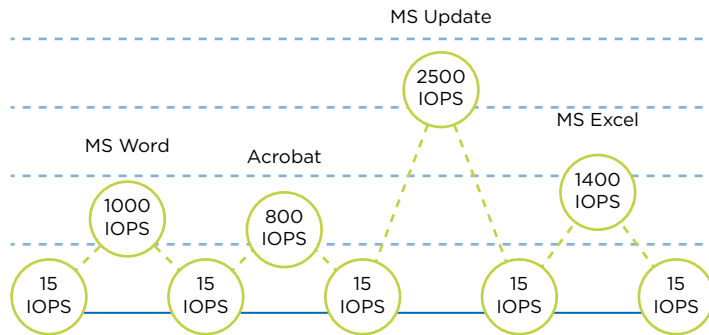 MS Update
2500
IOPS
MS Excel
MS Word
Acrobat
1400
IOPS
1000
IOPS
800
IOPS
15
IOPS
15
IOPS
15
IOPS
15
IOPS
15
IOPS